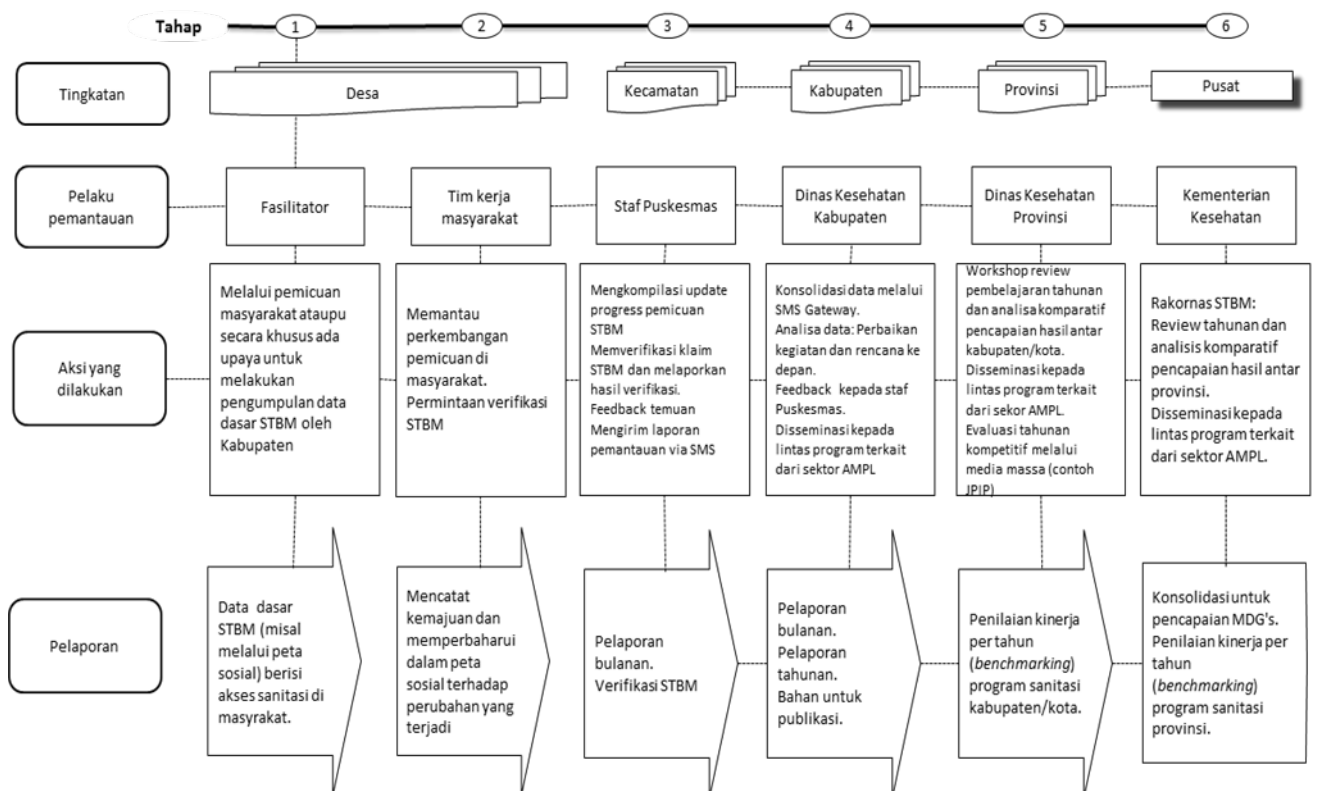 Tahap
1
2
3
4
5
6
Tingkatan
Desa
Kecamatan
Kabupaten
Provinsi
Pusat
Pelaku
pemantauan
Fasilitator
Tim kerja
masyarakat
Staf Puskesmas
Dinas Kesehatan
Kabupaten
Dinas Kesehatan
Provinsi
Kementerian
Kesehatan
Aksi yang
dilakukan
Melalui pemicuan
masyarakat ataupu
secara khusus ada
upaya untuk
melakukan
pengumpulan data
dasar STBM oleh
Kabupaten
Memantau
perkembangan
pemicuan di
masyarakat.
Permintaan verifikasi
STBM
Mengkompilasi update
progress pemicuan
STBM
Memverifikasi klaim
STBM dan melaporkan
hasil verifikasi.
Feedback temuan
Mengirim laporan
pemantauan via SMS
Konsolidasi data melalui
SMS Gateway.
Analisa data: Perbaikan
kegiatan dan rencana ke
depan.
Feedback kepada staf
Puskesmas.
Disseminasi kepada
lintas program terkait
dari sektor AMPL
Workshop review
pembelajaran tahunan
dan analisa komparatif
pencapaian hasil antar
kabupaten/kota.
Disseminasi kepada
lintas program terkait
dari sekor AMPL.
Evaluasi tahunan
kompetitif melalui
media massa (contoh
JPIP)
Rakornas STBM:
Review tahunan dan
analisis komparatif
pencapaian hasil antar
provinsi.
Disseminasi kepada
lintas program terkait
dari sektor AMPL.
Pelaporan
Data dasar
STBM (misal
melalui peta
sosial) berisi
akses sanitasi di
masyrakat.
Mencatat
kemajuan dan
memperbaharui
dalam peta
sosial terhadap
perubahan yang
terjadi
Pelaporan
bulanan.
Verifikasi STBM
Pelaporan
bulanan.
Pelaporan
tahunan.
Bahan untuk
publikasi.
Penilaian kinerja
per tahun
(benchmarking)
program sanitasi
kabupaten/kota.
Konsolidasi untuk
pencapaian MDG's.
Penilaian kinerja per
tahun
(benchmarking)
program sanitasi
provinsi.